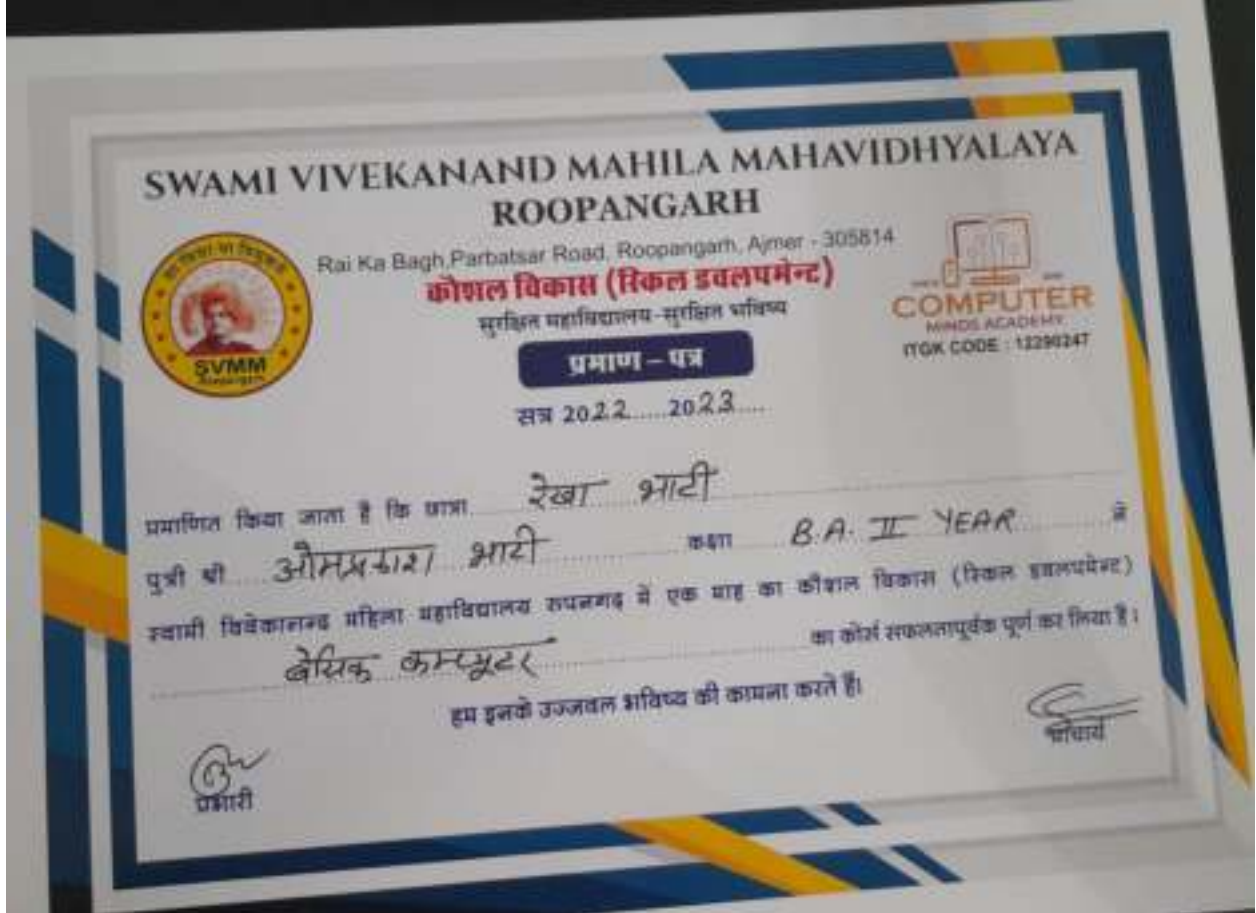 SWAMI VIVEKANAND MAHILA MAHAVIDHYALAYA
ROOPANGARH
Rai Ka Bagh,Parbatsar Road, Roopangarh, Ajmer - 305814
कौशल विकास (स्किल डवलपमेन्ट)
सुरक्षित महाविद्यालय-सुरक्षित भविष्य
प्रमाण – पत्र
सत्र 2022.....2023.....
SVMM
Roopangarh
COMPUTER
MINDS ACADEMY
ITGK CODE : 12290247
प्रमाणित किया जाता है कि छात्रा रेखा भाटी
पुत्री श्री ओमप्रकाश भाटी कक्षा B.A. II YEAR ने
स्वामी विवेकानन्द महिला महाविद्यालय रुपनगढ़ में एक माह का कौशल विकास (स्किल डवलपमेन्ट)
बेसिक कम्प्यूटर का कोर्स सफलतापूर्वक पूर्ण कर लिया है।
हम इनके उज्जवल भविष्य की कामना करते हैं।
प्रभारी
प्राचार्य